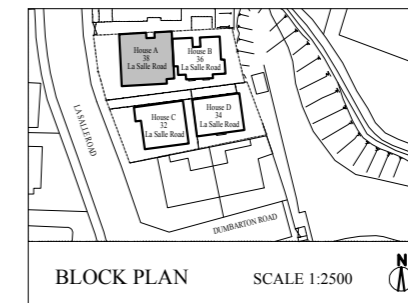 House A
38
La Salle Road
House B
36
La Salle Road
House C
32
La Salle Road
House D
34
La Salle Road
LA SALLE ROAD
DUMBARTON ROAD
BLOCK PLAN
SCALE 1:2500
N